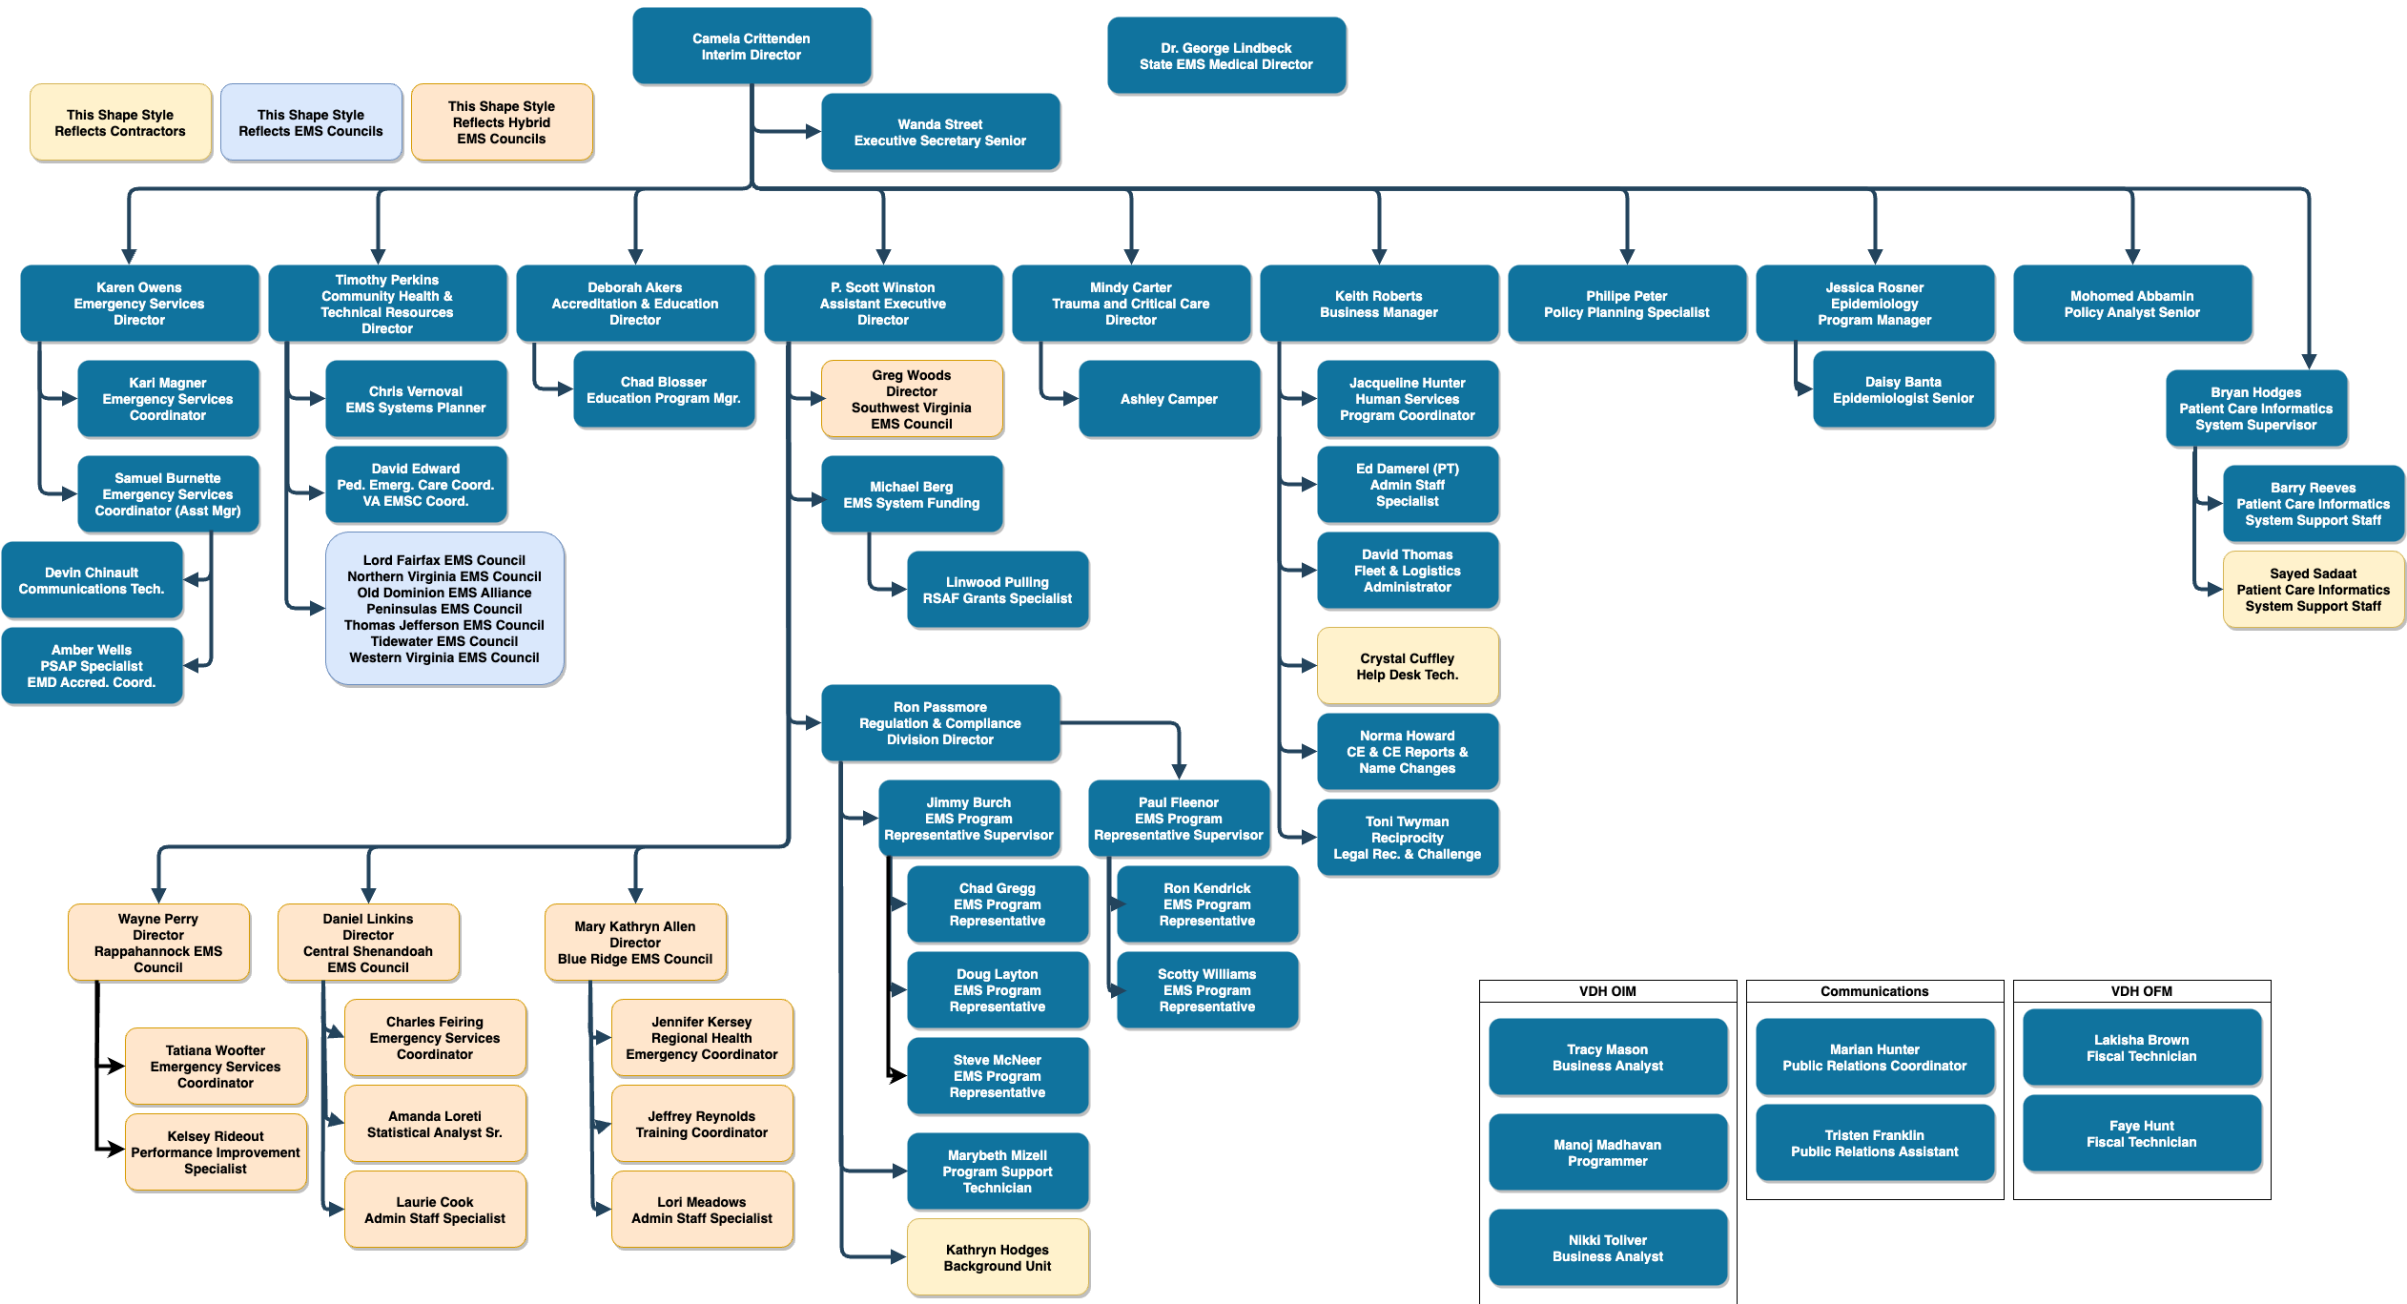 Camela Crittenden
Interim Director
Dr. George Lindbeck
State EMS Medical Director
This Shape Style
Reflects Contractors
This Shape Style
Reflects EMS Councils
This Shape Style
Reflects Hybrid
EMS Councils
Wanda Street
Executive Secretary Senior
Karen Owens
Emergency Services
Director
Timothy Perkins
Community Health &
Technical Resources
Director
Deborah Akers
Accreditation & Education
Director
P. Scott Winston
Assistant Executive
Director
Mindy Carter
Trauma and Critical Care
Director
Keith Roberts
Business Manager
Philipe Peter
Policy Planning Specialist
Jessica Rosner
Epidemiology
Program Manager
Mohomed Abbamin
Policy Analyst Senior
Kari Magner
Emergency Services
Coordinator
Samuel Burnette
Emergency Services
Coordinator (Asst Mgr)
Devin Chinault
Communications Tech.
Amber Wells
PSAP Specialist
EMD Accred. Coord.
Chris Vernoval
EMS Systems Planner
David Edward
Ped. Emerg. Care Coord.
VA EMSC Coord.
Lord Fairfax EMS Council
Northern Virginia EMS Council
Old Dominion EMS Alliance
Peninsulas EMS Council
Thomas Jefferson EMS Council
Tidewater EMS Council
Western Virginia EMS Council
Chad Blosser
Education Program Mgr.
Greg Woods
Director
Southwest Virginia
EMS Council
Michael Berg
EMS System Funding
Linwood Pulling
RSAF Grants Specialist
Ashley Camper
Jacqueline Hunter
Human Services
Program Coordinator
Ed Damerel (PT)
Admin Staff
Specialist
David Thomas
Fleet & Logistics
Administrator
Crystal Cuffley
Help Desk Tech.
Norma Howard
CE & CE Reports &
Name Changes
Toni Twyman
Reciprocity
Legal Rec. & Challenge
Daisy Banta
Epidemiologist Senior
Bryan Hodges
Patient Care Informatics
System Supervisor
Barry Reeves
Patient Care Informatics
System Support Staff
Sayed Sadaat
Patient Care Informatics
System Support Staff
Ron Passmore
Regulation & Compliance
Division Director
Jimmy Burch
EMS Program
Representative Supervisor
Paul Fleenor
EMS Program
Representative Supervisor
Chad Gregg
EMS Program
Representative
Doug Layton
EMS Program
Representative
Steve McNeer
EMS Program
Representative
Ron Kendrick
EMS Program
Representative
Scotty Williams
EMS Program
Representative
Marybeth Mizell
Program Support
Technician
Kathryn Hodges
Background Unit
Wayne Perry
Director
Rappahannock EMS
Council
Tatiana Woofter
Emergency Services
Coordinator
Kelsey Rideout
Performance Improvement
Specialist
Daniel Linkins
Director
Central Shenandoah
EMS Council
Charles Feiring
Emergency Services
Coordinator
Amanda Loreti
Statistical Analyst Sr.
Laurie Cook
Admin Staff Specialist
Mary Kathryn Allen
Director
Blue Ridge EMS Council
Jennifer Kersey
Regional Health
Emergency Coordinator
Jeffrey Reynolds
Training Coordinator
Lori Meadows
Admin Staff Specialist
VDH OIM
Tracy Mason
Business Analyst
Manoj Madhavan
Programmer
Nikki Toliver
Business Analyst
Communications
Marian Hunter
Public Relations Coordinator
Tristen Franklin
Public Relations Assistant
VDH OFM
Lakisha Brown
Fiscal Technician
Faye Hunt
Fiscal Technician